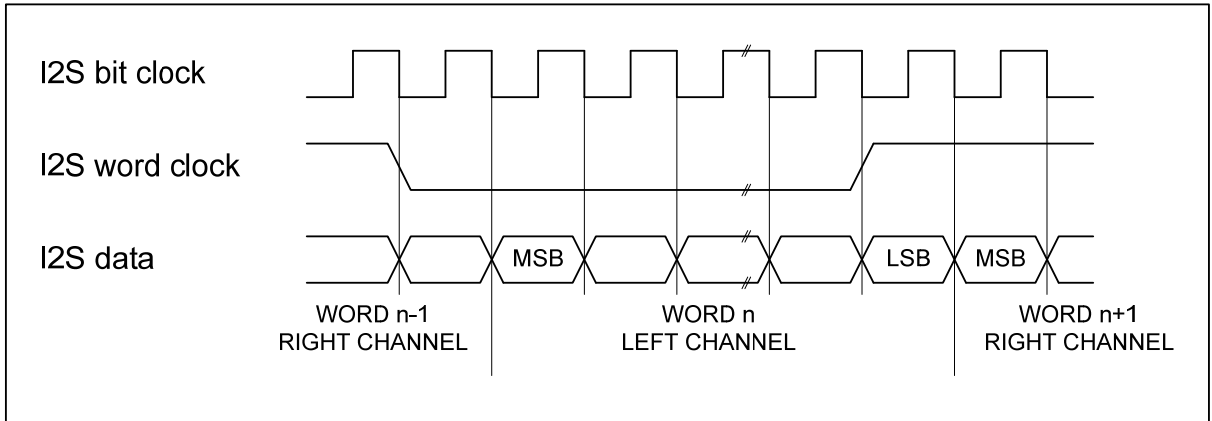 I2S bit clock
I2S word clock
I2S data
MSB
LSB
MSB
WORD n-1
RIGHT CHANNEL
WORD n
LEFT CHANNEL
WORD n+1
RIGHT CHANNEL